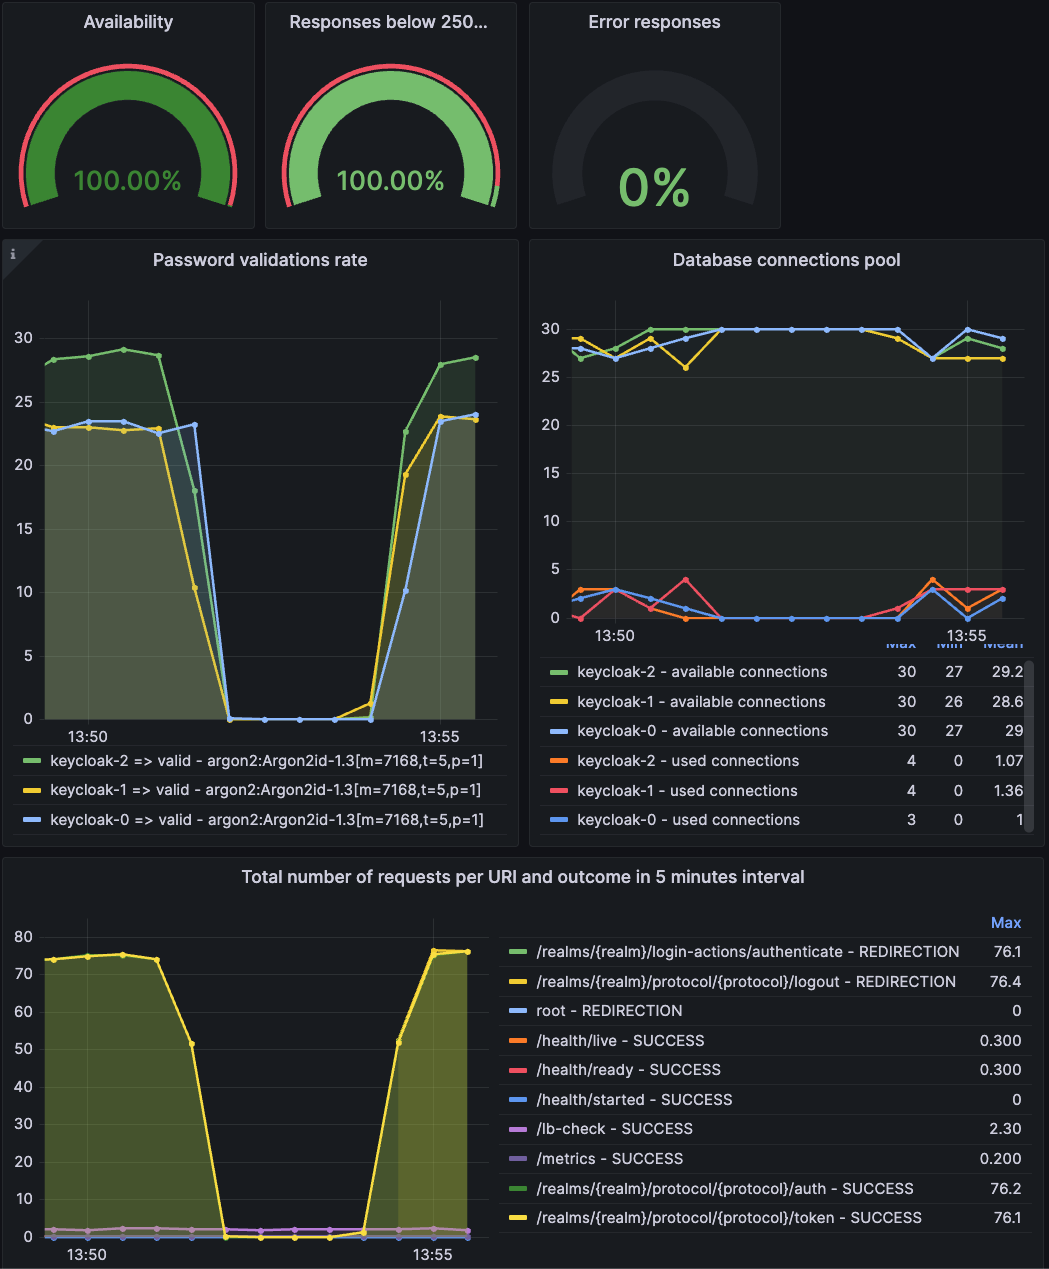 Availability
Responses below 250...
Error responses
100.00%
100.00%
0%
i
Password validations rate
30
25
20
15
10
5
0
13:50
13:55
keycloak-2 => valid - argon2:Argon2id-1.3[m=7168,t=5,p=1]
keycloak-1 => valid - argon2:Argon2id-1.3[m=7168,t=5,p=1]
keycloak-0 => valid - argon2:Argon2id-1.3[m=7168,t=5,p=1]
Database connections pool
30
25
20
15
10
5
0
13:50
13:55
Max Min Mean
keycloak-2 - available connections 30 27 29.2
keycloak-1 - available connections 30 26 28.6
keycloak-0 - available connections 30 27 29
keycloak-2 - used connections 4 0 1.07
keycloak-1 - used connections 4 0 1.36
keycloak-0 - used connections 3 0 1
Total number of requests per URI and outcome in 5 minutes interval
80
70
60
50
40
30
20
10
0
13:50
13:55
Max
/realms/{realm}/login-actions/authenticate - REDIRECTION 76.1
/realms/{realm}/protocol/{protocol}/logout - REDIRECTION 76.4
root - REDIRECTION 0
/health/live - SUCCESS 0.300
/health/ready - SUCCESS 0.300
/health/started - SUCCESS 0
/lb-check - SUCCESS 2.30
/metrics - SUCCESS 0.200
/realms/{realm}/protocol/{protocol}/auth - SUCCESS 76.2
/realms/{realm}/protocol/{protocol}/token - SUCCESS 76.1